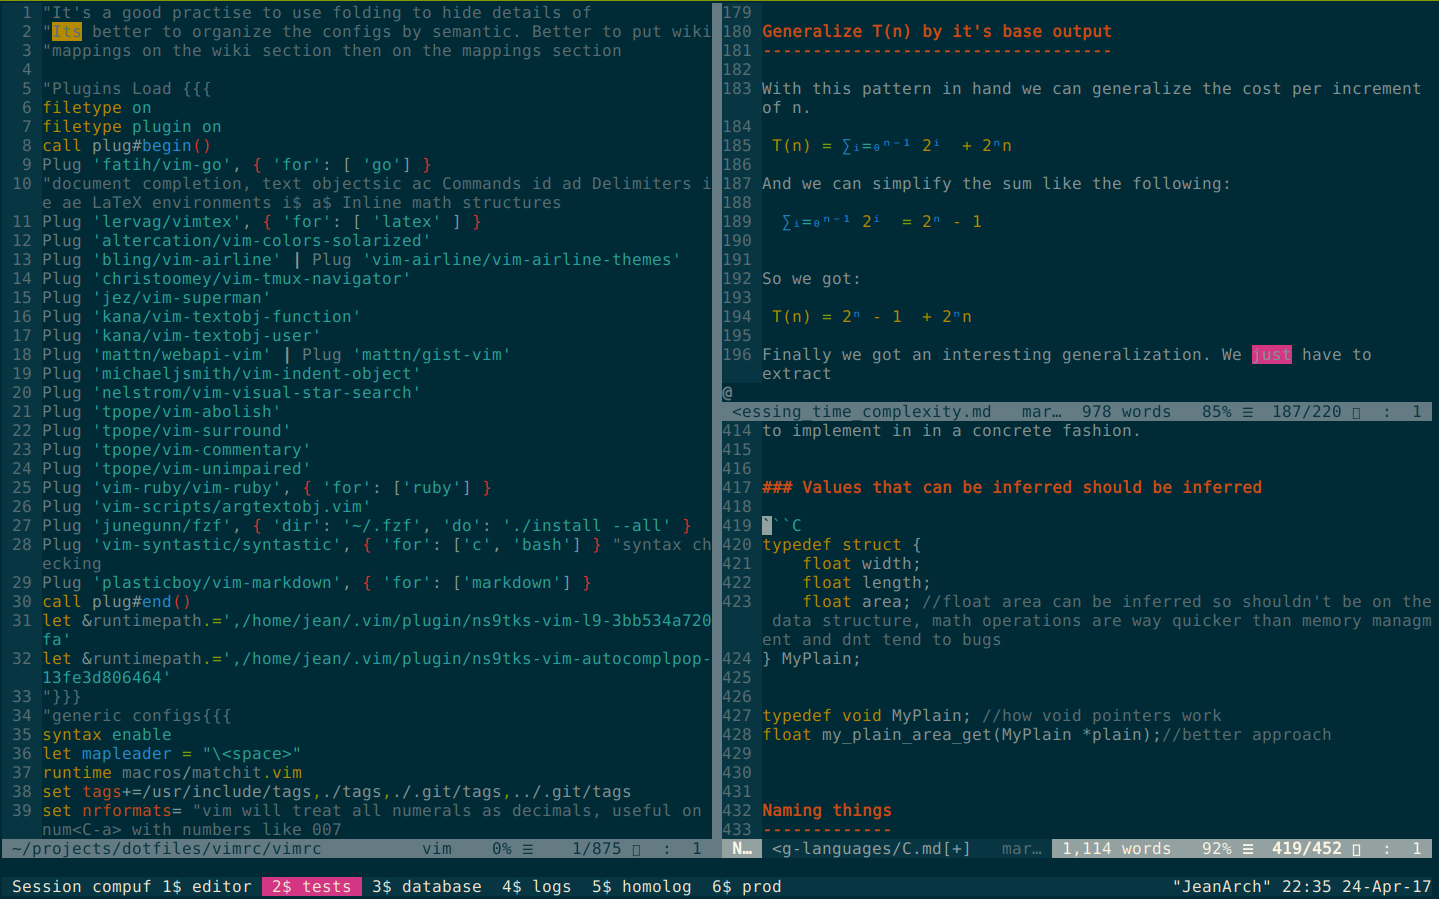 1 "It's a good practise to use folding to hide details of
2 "Its better to organize the configs by semantic. Better to put wiki
3 "mappings on the wiki section then on the mappings section
4
5 "Plugins Load {{{
6 filetype on
7 filetype plugin on
8 call plug#begin()
9 Plug 'fatih/vim-go', { 'for': [ 'go'] }
10 "document completion, text objectsic ac Commands id ad Delimiters i
e ae LaTeX environments i$ a$ Inline math structures
11 Plug 'lervag/vimtex', { 'for': [ 'latex' ] }
12 Plug 'altercation/vim-colors-solarized'
13 Plug 'bling/vim-airline' | Plug 'vim-airline/vim-airline-themes'
14 Plug 'christoomey/vim-tmux-navigator'
15 Plug 'jez/vim-superman'
16 Plug 'kana/vim-textobj-function'
17 Plug 'kana/vim-textobj-user'
18 Plug 'mattn/webapi-vim' | Plug 'mattn/gist-vim'
19 Plug 'michaeljsmith/vim-indent-object'
20 Plug 'nelstrom/vim-visual-star-search'
21 Plug 'tpope/vim-abolish'
22 Plug 'tpope/vim-surround'
23 Plug 'tpope/vim-commentary'
24 Plug 'tpope/vim-unimpaired'
25 Plug 'vim-ruby/vim-ruby', { 'for': ['ruby'] }
26 Plug 'vim-scripts/argtextobj.vim'
27 Plug 'junegunn/fzf', { 'dir': '~/.fzf', 'do': './install --all' }
28 Plug 'vim-syntastic/syntastic', { 'for': ['c', 'bash'] } "syntax ch
ecking
29 Plug 'plasticboy/vim-markdown', { 'for': ['markdown'] }
30 call plug#end()
31 let &runtimepath.=',/home/jean/.vim/plugin/ns9tks-vim-l9-3bb534a720
fa'
32 let &runtimepath.=',/home/jean/.vim/plugin/ns9tks-vim-autocomplpop-
13fe3d806464'
33 "}}}
34 "generic configs{{{
35 syntax enable
36 let mapleader = "\<space>"
37 runtime macros/matchit.vim
38 set tags+=/usr/include/tags,./tags,./.git/tags,../.git/tags
39 set nrformats= "vim will treat all numerals as decimals, useful on
num<C-a> with numbers like 007
~/projects/dotfiles/vimrc/vimrc vim 0% ☰ 1/875 : 1
179
180 Generalize T(n) by it's base output
181 -----------------------------------
182
183 With this pattern in hand we can generalize the cost per increment
of n.
184
185 T(n) = ∑ᵢ=₀ⁿ⁻¹ 2ⁱ + 2ⁿn
186
187 And we can simplify the sum like the following:
188
189 ∑ᵢ=₀ⁿ⁻¹ 2ⁱ = 2ⁿ - 1
190
191
192 So we got:
193
194 T(n) = 2ⁿ - 1 + 2ⁿn
195
196 Finally we got an interesting generalization. We just have to
extract
@
<essing time complexity.md mar… 978 words 85% ☰ 187/220 : 1
414 to implement in in a concrete fashion.
415
416
417 ### Values that can be inferred should be inferred
418
419 ```C
420 typedef struct {
421 float width;
422 float length;
423 float area; //float area can be inferred so shouldn't be on the
data structure, math operations are way quicker than memory managm
ent and dnt tend to bugs
424 } MyPlain;
425
426
427 typedef void MyPlain; //how void pointers work
428 float my_plain_area_get(MyPlain *plain);//better approach
429
430
431
432 Naming things
433 -------------
N… <g-languages/C.md[+] mar… 1,114 words 92% ☰ 419/452 : 1
Session compuf 1$ editor 2$ tests 3$ database 4$ logs 5$ homolog 6$ prod "JeanArch" 22:35 24-Apr-17